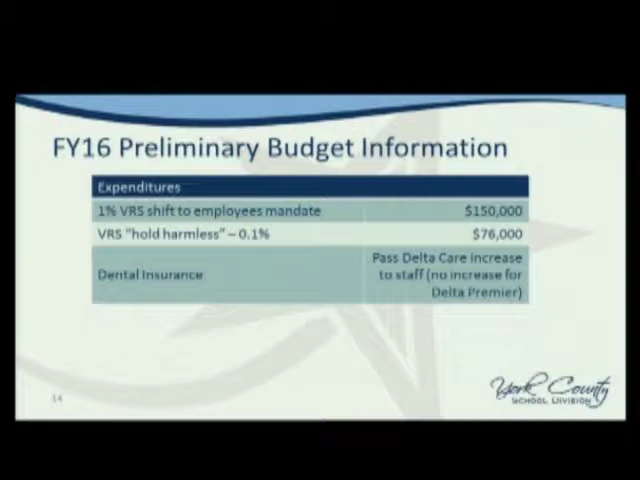 FY16 Preliminary Budget Information
Expenditures
1% VRS shift to employees mandate $150,000
VRS "hold harmless" – 0.1% $76,000
Dental Insurance
Pass Delta Care increase
to staff (no increase for
Delta Premier)
14
York County
SCHOOL DIVISION